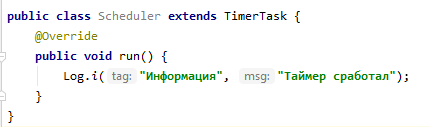 public class Scheduler extends TimerTask {
@Override
public void run() {
Log.i( tag: "Информация", msg: "Таймер сработал");
}
}